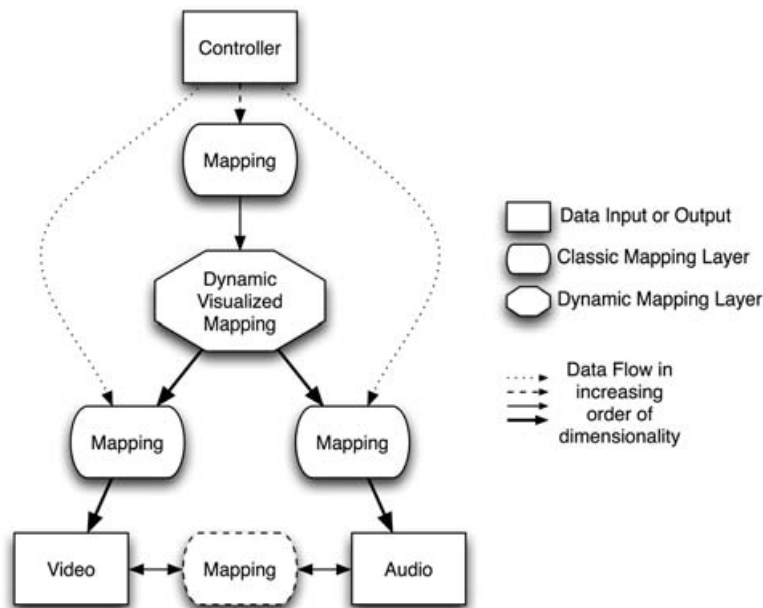 Controller
Mapping
Dynamic
Visualized
Mapping
Mapping
Mapping
Video
Mapping
Audio
Data Input or Output
Classic Mapping Layer
Dynamic Mapping Layer
Data Flow in
increasing
order of
dimensionality